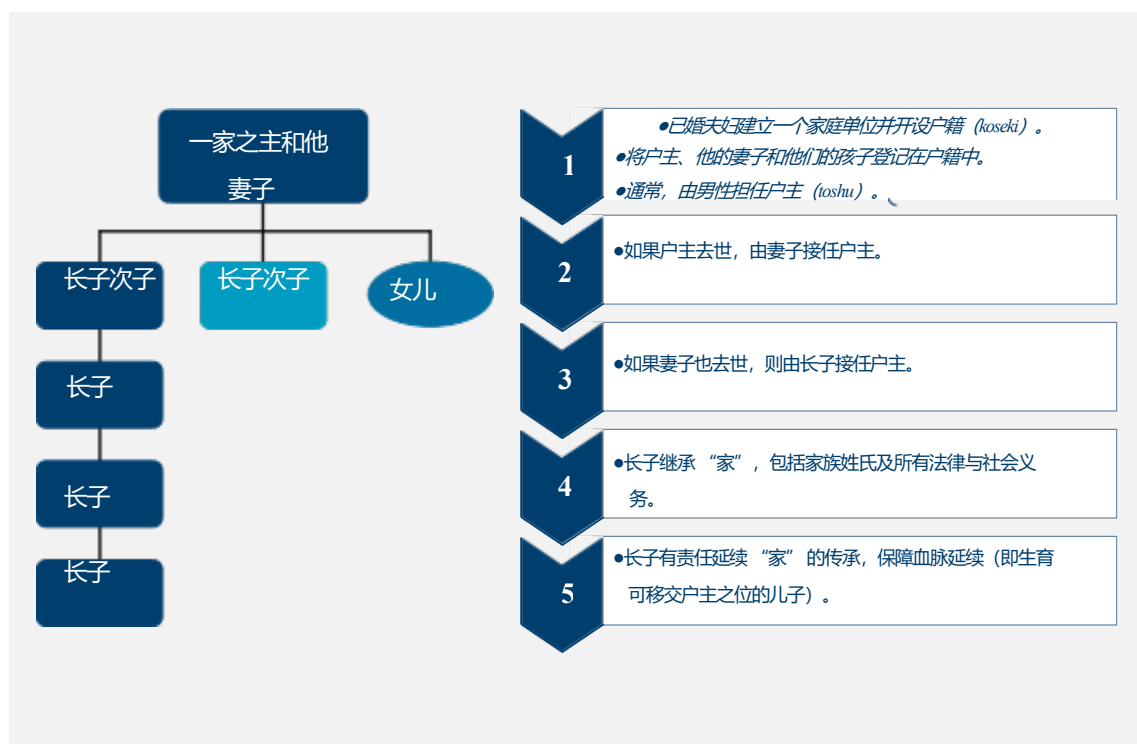 一家之主和他
妻子
长子次子
长子次子
女儿
长子
长子
长子
1
●已婚夫妇建立一个家庭单位并开设户籍（koseki）。
●将户主、他的妻子和他们的孩子登记在户籍中。
●通常，由男性担任户主（toshu）。
2
●如果户主去世，由妻子接任户主。
3
●如果妻子也去世，则由长子接任户主。
4
●长子继承“家”，包括家族姓氏及所有法律与社会义
务。
5
●长子有责任延续“家”的传承，保障血脉延续（即生育
可移交户主之位的儿子）。